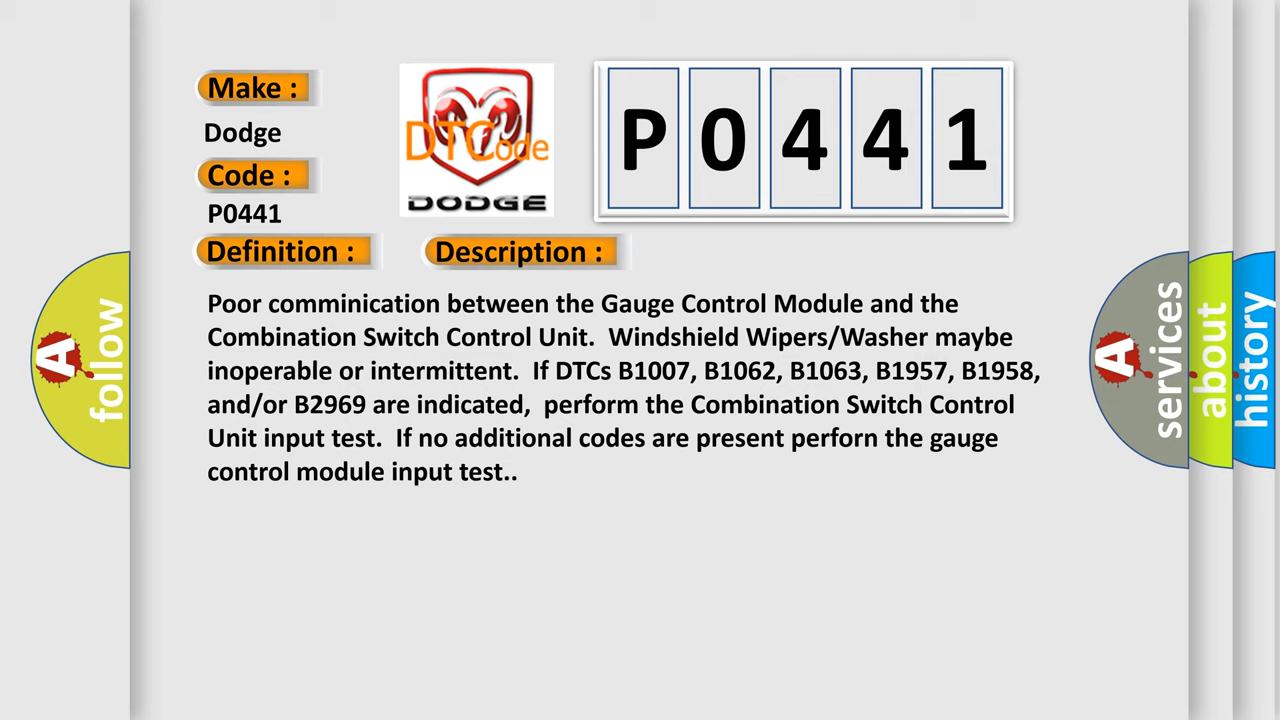 Make :
Dodge
Code :
P0441
Definition :
Description :
DTCode
DODGE
P0441
Poor comminication between the Gauge Control Module and the
Combination Switch Control Unit.  Windshield Wipers/Washer maybe
inoperable or intermittent.  If DTCs B1007, B1062, B1063, B1957, B1958,
and/or B2969 are indicated,  perform the Combination Switch Control
Unit input test.  If no additional codes are present perforn the gauge
control module input test..
A follow
A services
about
history